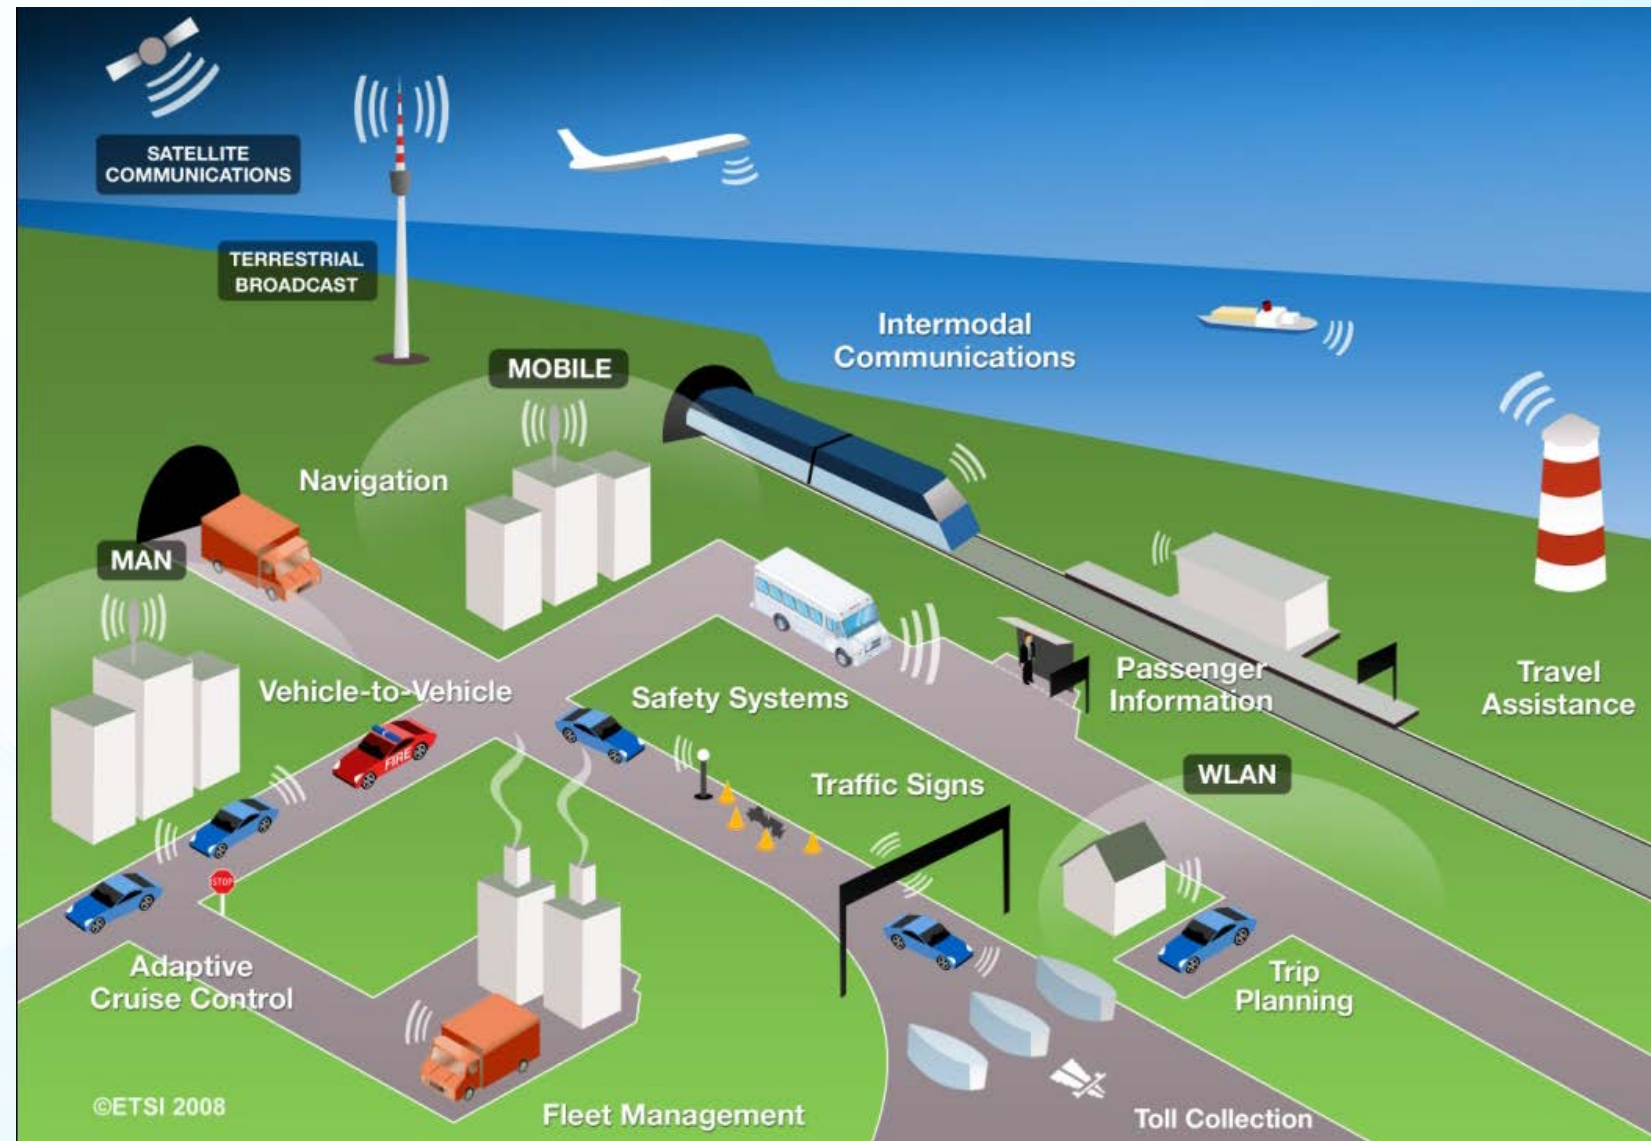 SATELLITE
COMMUNICATIONS
TERRESTRIAL
BROADCAST
Intermodal
Communications
MOBILE
Navigation
MAN
Vehicle-to-Vehicle
Safety Systems
Passenger
Information
Travel
Assistance
FIRE
Traffic Signs
WLAN
STOP
Adaptive
Cruise Control
Trip
Planning
©ETSI 2008
Fleet Management
Toll Collection